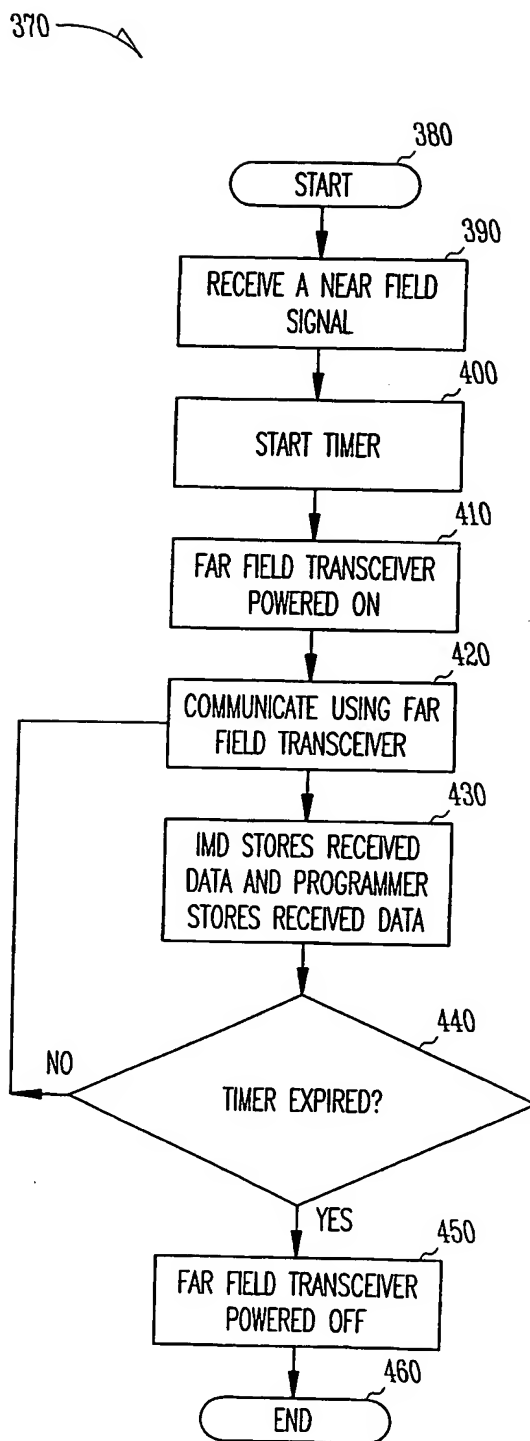 370
380
START
390
RECEIVE A NEAR FIELD
SIGNAL
400
START TIMER
410
FAR FIELD TRANSCEIVER
POWERED ON
420
COMMUNICATE USING FAR
FIELD TRANSCEIVER
430
IMD STORES RECEIVED
DATA AND PROGRAMMER
STORES RECEIVED DATA
440
NO
TIMER EXPIRED?
YES
450
FAR FIELD TRANSCEIVER
POWERED OFF
460
END